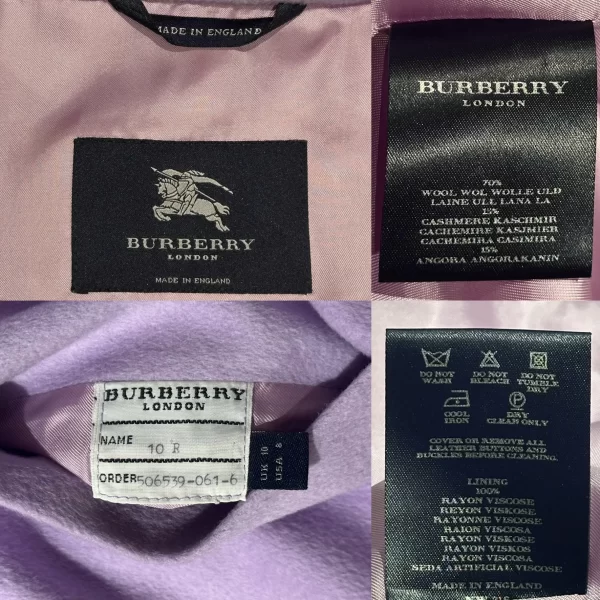 MADE IN ENGLAND
BURBERRY
LONDON
MADE IN ENGLAND
BURBERRY
LONDON
70%
WOOL WOL WOLLE ULD
LAINE ULL LANA LA
15%
CASHMERE KASCHMIR
CACHEMIRE KASJMIER
CACHEMIRA CASIMIRA
15%
ANGORA ANGORAKANIN
BURBERRY
LONDON
NAME 10 R
ORDER 506539-061-6
UK 10
USA 8
DO NOT WASH
DO NOT BLEACH
DO NOT TUMBLE DRY
COOL IRON
P
DRY CLEAN ONLY
COVER OR REMOVE ALL
LEATHER BUTTONS AND
BUCKLES BEFORE CLEANING.
LINING
100%
RAYON VISCOSE
REYON VISKOSE
RAYONNE VISCOSE
RAION VISCOSA
RAYON VISCOSE
RAYON VISKOSE
RAYON VISKOS
RAYON VISCOSA
SEDA ARTIFICIAL VISCOSE
MADE IN ENGLAND